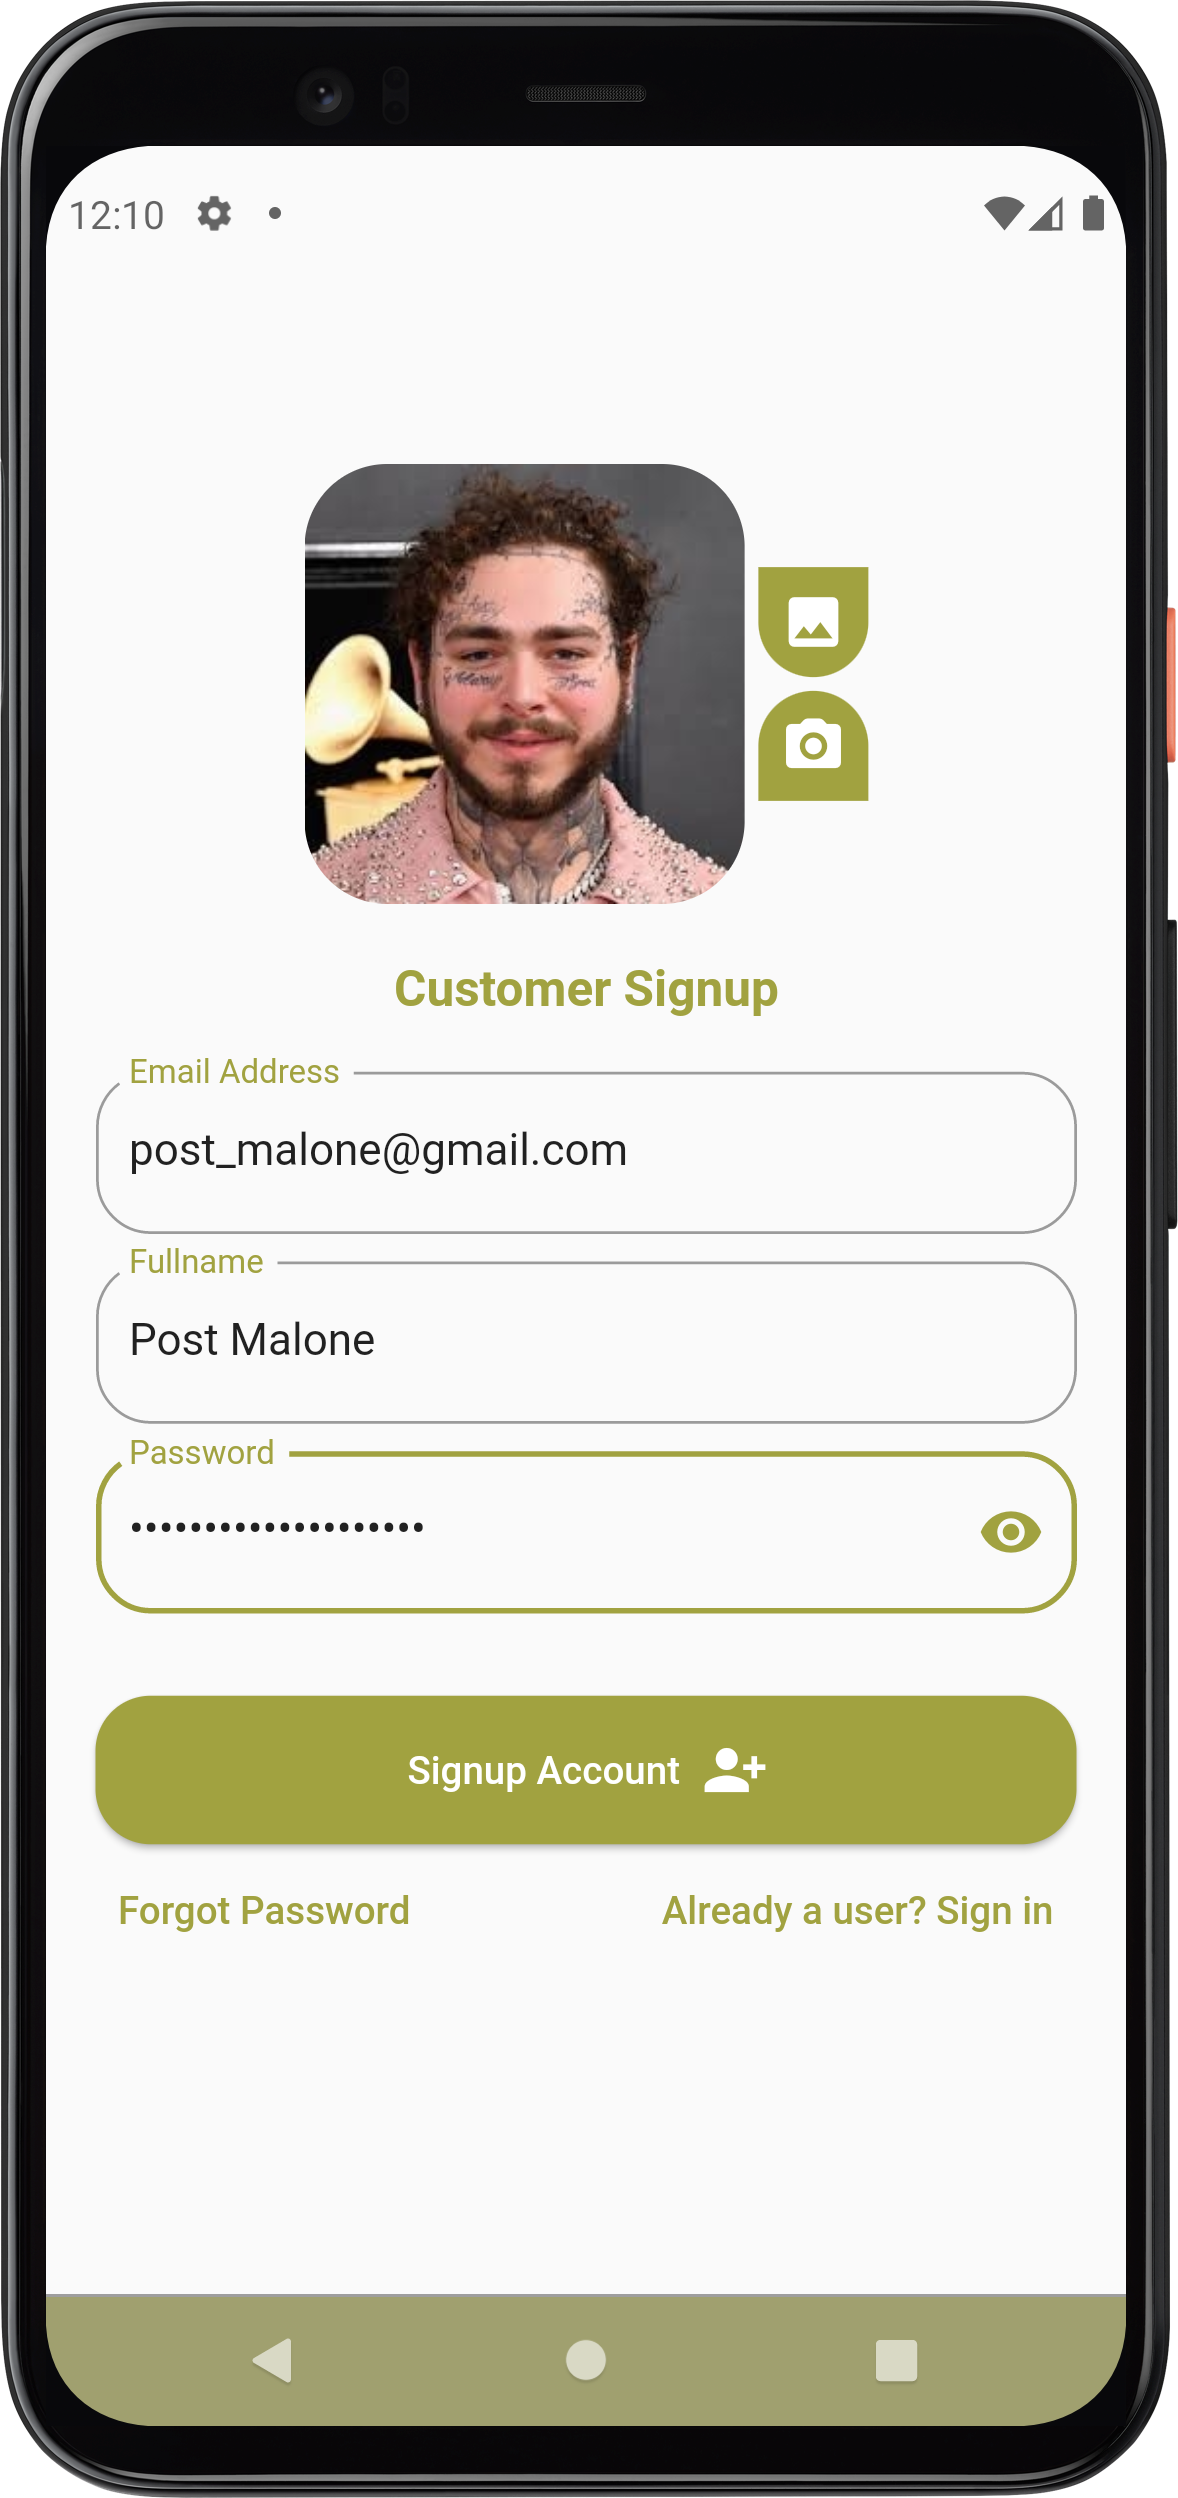 12:10
Customer Signup
Email Address
post_malone@gmail.com
Fullname
Post Malone
Password
••••••••••••••••••••
Signup Account
Forgot Password
Already a user? Sign in